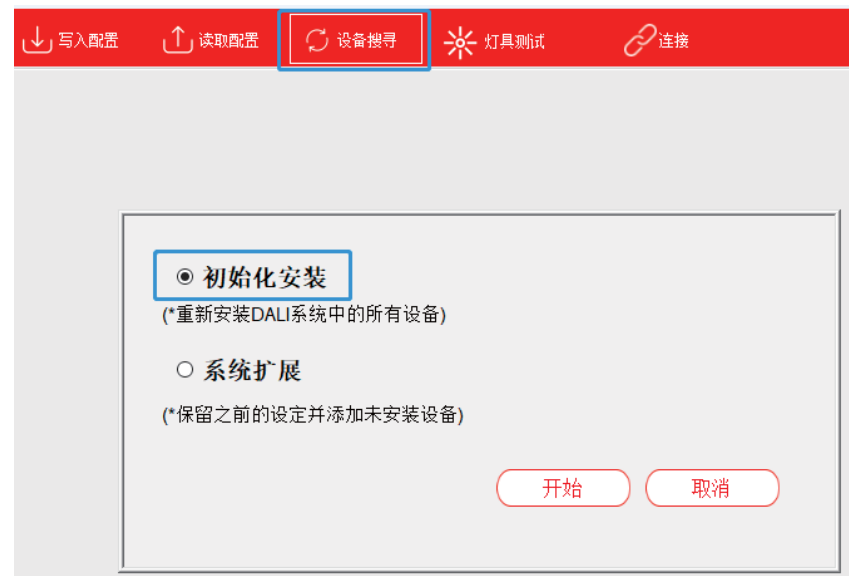 写入配置 读取配置 设备搜寻 灯具测试 连接
初始化安装
(*重新安装DALI系统中的所有设备)
系统扩展
(*保留之前的设定并添加未安装设备)
开始 取消